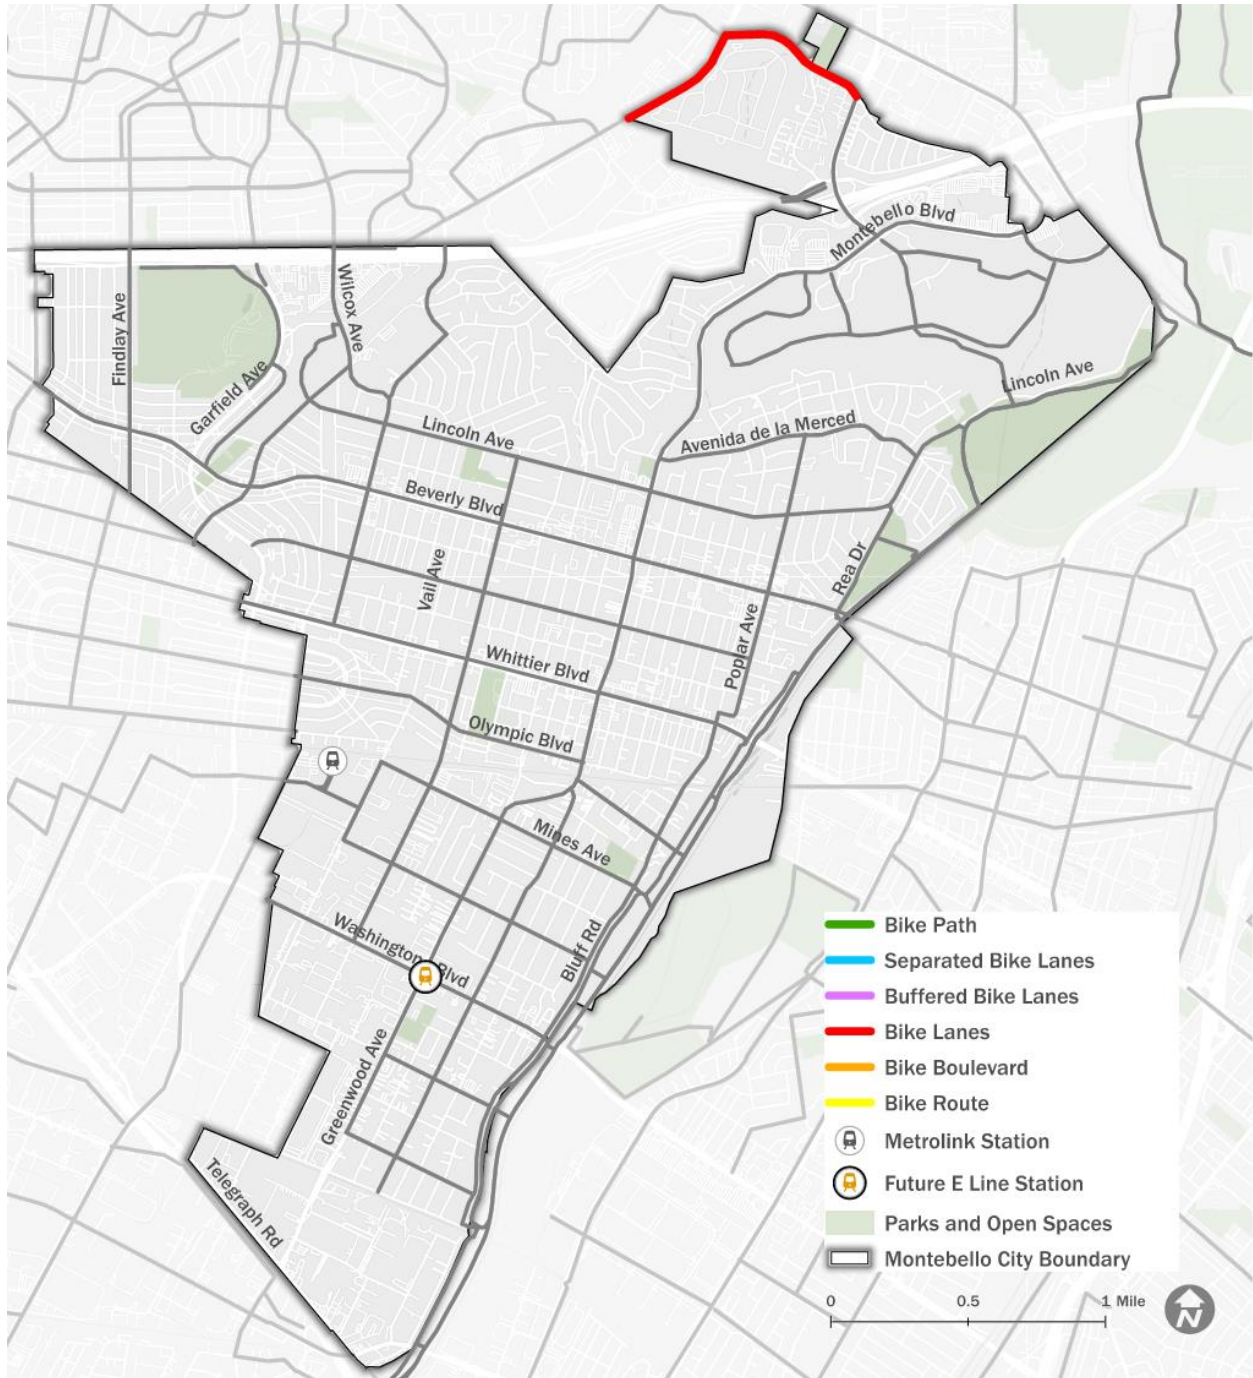 Montebello Blvd
Wilcox Ave
Findlay Ave
Garfield Ave
Lincoln Ave
Lincoln Ave
Avenida de la Merced
Beverly Blvd
Vail Ave
Rea Dr
Poplar Ave
Whittier Blvd
Olympic Blvd
Mines Ave
Washington Blvd
Bluff Rd
Greenwood Ave
Telegraph Rd
Bike Path
Separated Bike Lanes
Buffered Bike Lanes
Bike Lanes
Bike Boulevard
Bike Route
Metrolink Station
Future E Line Station
Parks and Open Spaces
Montebello City Boundary
0 0.5 1 Mile
N